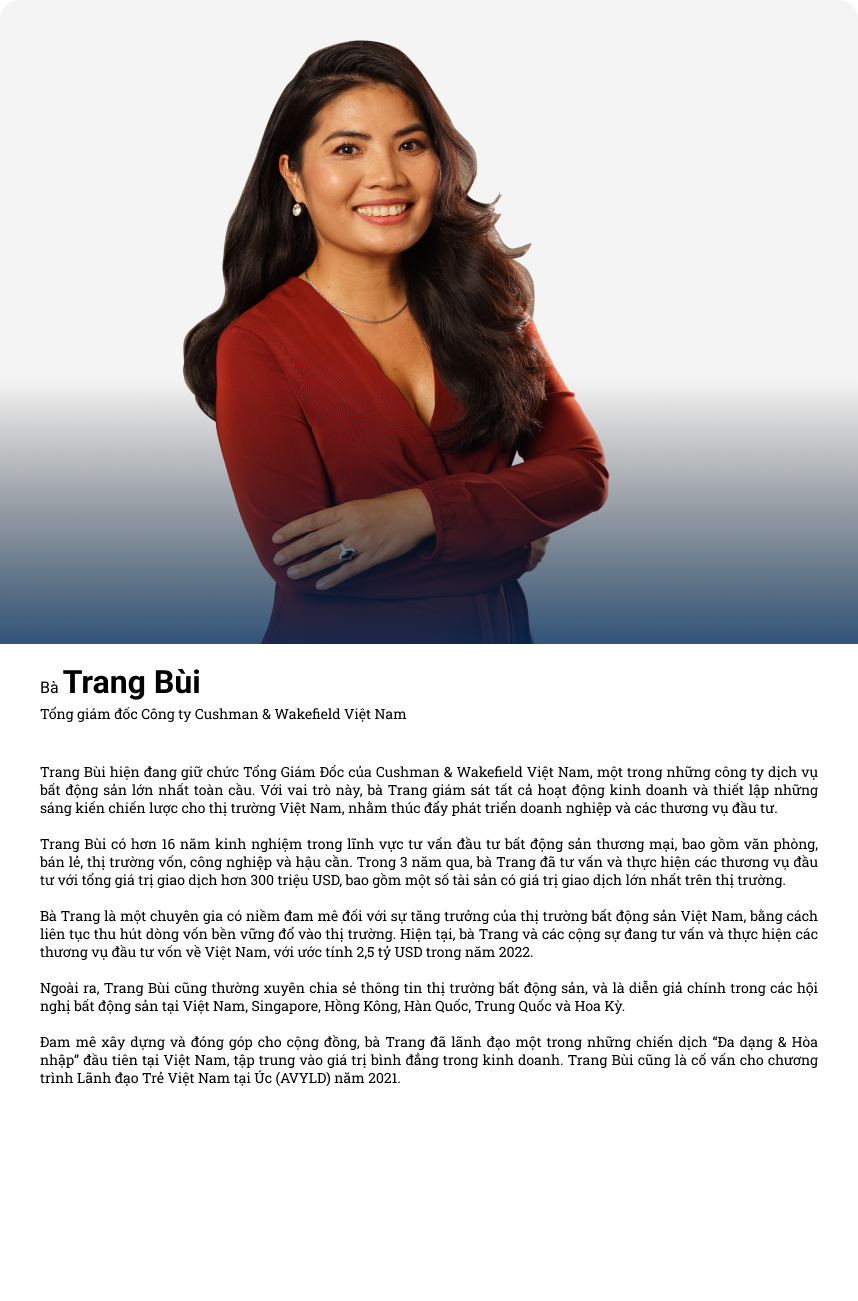 Bà Trang Bùi
Tổng giám đốc Công ty Cushman & Wakefield Việt Nam
Trang Bùi hiện đang giữ chức Tổng Giám Đốc của Cushman & Wakefield Việt Nam, một trong những công ty dịch vụ
bất động sản lớn nhất toàn cầu. Với vai trò này, bà Trang giám sát tất cả hoạt động kinh doanh và thiết lập những
sáng kiến chiến lược cho thị trường Việt Nam, nhằm thúc đẩy phát triển doanh nghiệp và các thương vụ đầu tư.
Trang Bùi có hơn 16 năm kinh nghiệm trong lĩnh vực tư vấn đầu tư bất động sản thương mại, bao gồm văn phòng,
bán lẻ, thị trường vốn, công nghiệp và hậu cần. Trong 3 năm qua, bà Trang đã tư vấn và thực hiện các thương vụ đầu
tư với tổng giá trị giao dịch hơn 300 triệu USD, bao gồm một số tài sản có giá trị giao dịch lớn nhất trên thị trường.
Bà Trang là một chuyên gia có niềm đam mê đối với sự tăng trưởng của thị trường bất động sản Việt Nam, bằng cách
liên tục thu hút dòng vốn bền vững đổ vào thị trường. Hiện tại, bà Trang và các cộng sự đang tư vấn và thực hiện các
thương vụ đầu tư vốn về Việt Nam, với ước tính 2,5 tỷ USD trong năm 2022.
Ngoài ra, Trang Bùi cũng thường xuyên chia sẻ thông tin thị trường bất động sản, và là diễn giả chính trong các hội
nghị bất động sản tại Việt Nam, Singapore, Hồng Kông, Hàn Quốc, Trung Quốc và Hoa Kỳ.
Đam mê xây dựng và đóng góp cho cộng đồng, bà Trang đã lãnh đạo một trong những chiến dịch “Đa dạng & Hòa
nhập” đầu tiên tại Việt Nam, tập trung vào giá trị bình đẳng trong kinh doanh. Trang Bùi cũng là cố vấn cho chương
trình Lãnh đạo Trẻ Việt Nam tại Úc (AVYLD) năm 2021.